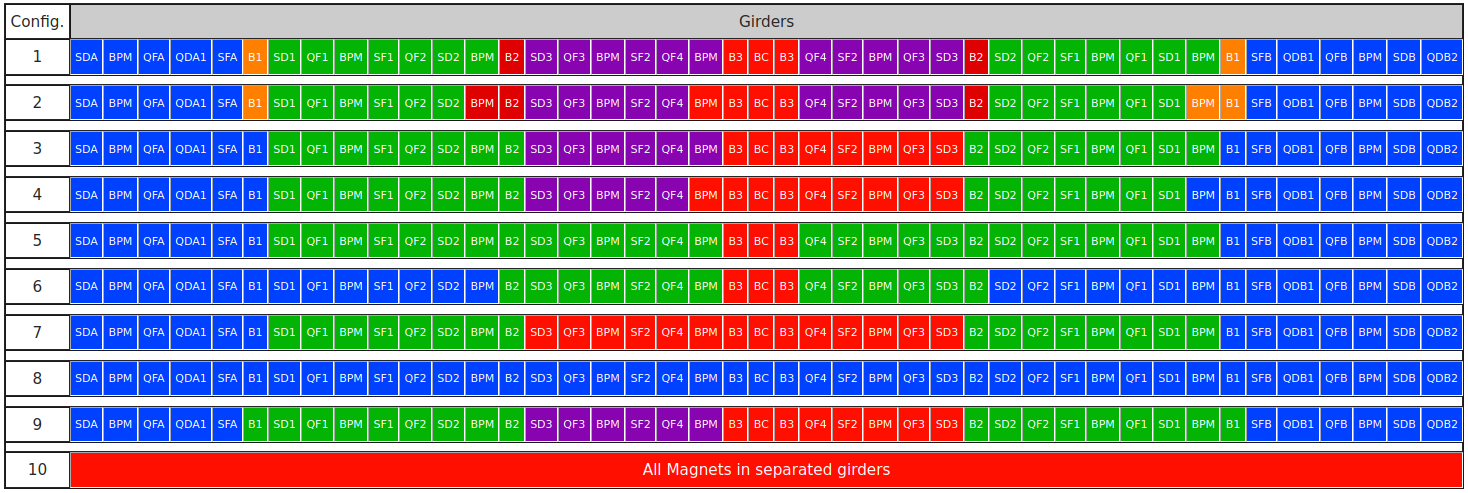 Config. Girders
1 SDA BPM QFA QDA1 SFA B1 SD1 QF1 BPM SF1 QF2 SD2 BPM B2 SD3 QF3 BPM SF2 QF4 BPM B3 BC B3 QF4 SF2 BPM QF3 SD3 B2 SD2 QF2 SF1 BPM QF1 SD1 BPM B1 SFB QDB1 QFB BPM SDB QDB2
2 SDA BPM QFA QDA1 SFA B1 SD1 QF1 BPM SF1 QF2 SD2 BPM B2 SD3 QF3 BPM SF2 QF4 BPM B3 BC B3 QF4 SF2 BPM QF3 SD3 B2 SD2 QF2 SF1 BPM QF1 SD1 BPM B1 SFB QDB1 QFB BPM SDB QDB2
3 SDA BPM QFA QDA1 SFA B1 SD1 QF1 BPM SF1 QF2 SD2 BPM B2 SD3 QF3 BPM SF2 QF4 BPM B3 BC B3 QF4 SF2 BPM QF3 SD3 B2 SD2 QF2 SF1 BPM QF1 SD1 BPM B1 SFB QDB1 QFB BPM SDB QDB2
4 SDA BPM QFA QDA1 SFA B1 SD1 QF1 BPM SF1 QF2 SD2 BPM B2 SD3 QF3 BPM SF2 QF4 BPM B3 BC B3 QF4 SF2 BPM QF3 SD3 B2 SD2 QF2 SF1 BPM QF1 SD1 BPM B1 SFB QDB1 QFB BPM SDB QDB2
5 SDA BPM QFA QDA1 SFA B1 SD1 QF1 BPM SF1 QF2 SD2 BPM B2 SD3 QF3 BPM SF2 QF4 BPM B3 BC B3 QF4 SF2 BPM QF3 SD3 B2 SD2 QF2 SF1 BPM QF1 SD1 BPM B1 SFB QDB1 QFB BPM SDB QDB2
6 SDA BPM QFA QDA1 SFA B1 SD1 QF1 BPM SF1 QF2 SD2 BPM B2 SD3 QF3 BPM SF2 QF4 BPM B3 BC B3 QF4 SF2 BPM QF3 SD3 B2 SD2 QF2 SF1 BPM QF1 SD1 BPM B1 SFB QDB1 QFB BPM SDB QDB2
7 SDA BPM QFA QDA1 SFA B1 SD1 QF1 BPM SF1 QF2 SD2 BPM B2 SD3 QF3 BPM SF2 QF4 BPM B3 BC B3 QF4 SF2 BPM QF3 SD3 B2 SD2 QF2 SF1 BPM QF1 SD1 BPM B1 SFB QDB1 QFB BPM SDB QDB2
8 SDA BPM QFA QDA1 SFA B1 SD1 QF1 BPM SF1 QF2 SD2 BPM B2 SD3 QF3 BPM SF2 QF4 BPM B3 BC B3 QF4 SF2 BPM QF3 SD3 B2 SD2 QF2 SF1 BPM QF1 SD1 BPM B1 SFB QDB1 QFB BPM SDB QDB2
9 SDA BPM QFA QDA1 SFA B1 SD1 QF1 BPM SF1 QF2 SD2 BPM B2 SD3 QF3 BPM SF2 QF4 BPM B3 BC B3 QF4 SF2 BPM QF3 SD3 B2 SD2 QF2 SF1 BPM QF1 SD1 BPM B1 SFB QDB1 QFB BPM SDB QDB2
10 All Magnets in separated girders